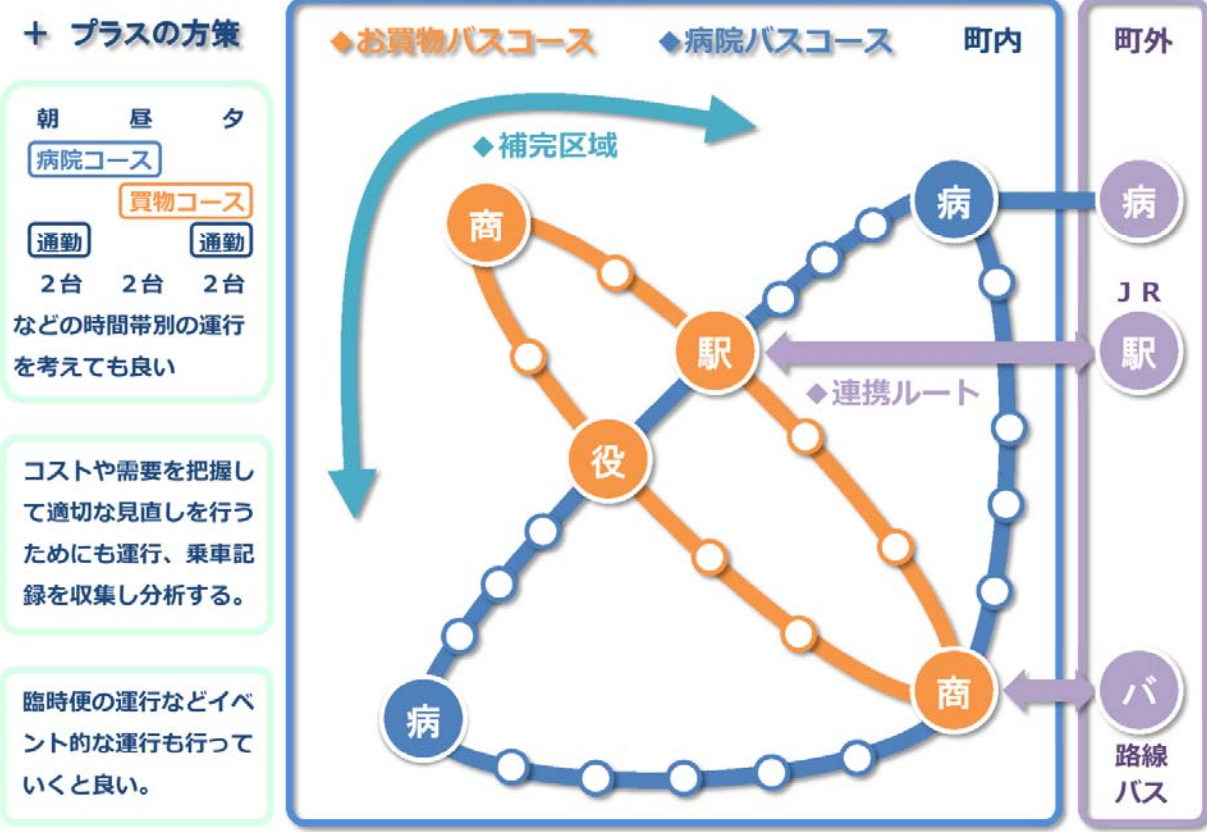 ＋ プラスの方策
朝 昼 夕
病院コース
買物コース
通勤 通勤
２台 ２台 ２台
などの時間帯別の運行
を考えても良い
コストや需要を把握し
て適切な見直しを行う
ためにも運行、乗車記
録を収集し分析する。
臨時便の運行などイベ
ント的な運行も行って
いくと良い。
◆お買物バスコース ◆病院バスコース 町内
◆補完区域
商
病
駅
◆連携ルート
役
病
商
町外
病
ＪＲ
駅
バ
路線
バス